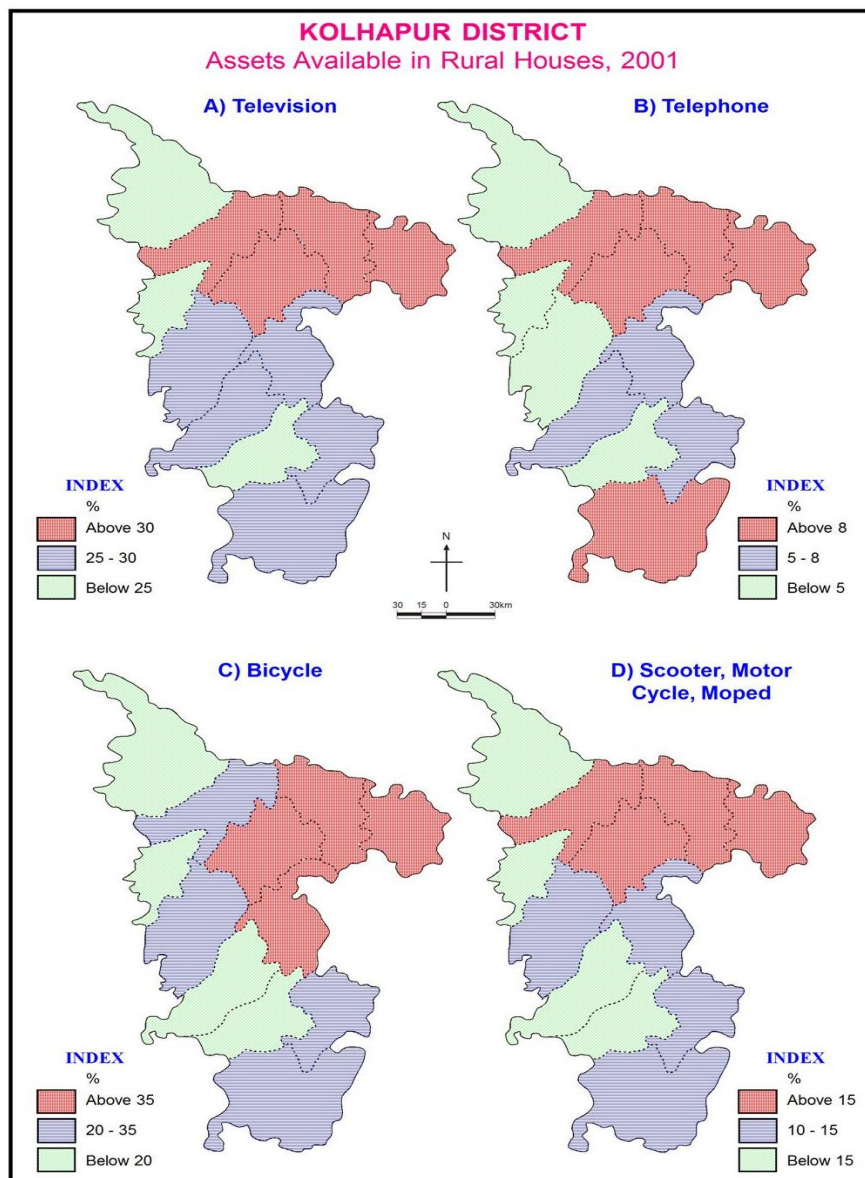 KOLHAPUR DISTRICT
Assets Available in Rural Houses, 2001
A) Television
B) Telephone
INDEX
%
Above 30
25 - 30
Below 25
N
30 15 0 30km
INDEX
%
Above 8
5 - 8
Below 5
C) Bicycle
D) Scooter, Motor
Cycle, Moped
INDEX
%
Above 35
20 - 35
Below 20
INDEX
%
Above 15
10 - 15
Below 15